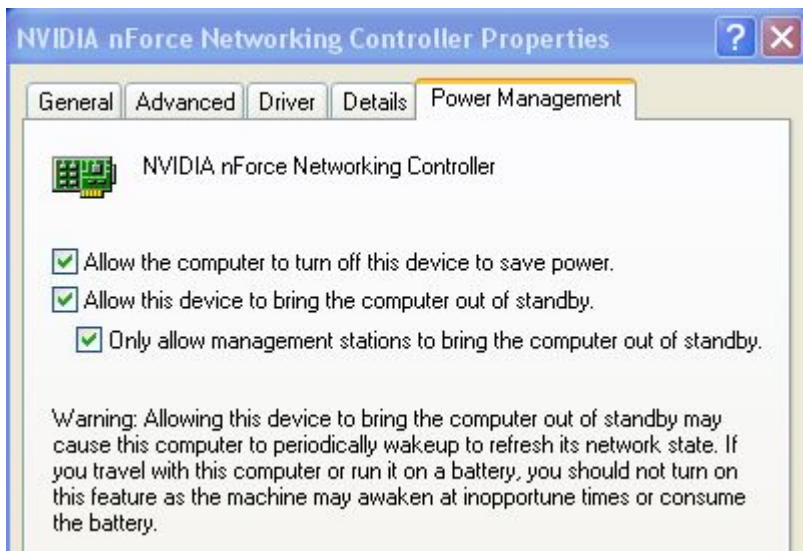 NVIDIA nForce Networking Controller Properties
General Advanced Driver Details Power Management
NVIDIA nForce Networking Controller
Allow the computer to turn off this device to save power.
Allow this device to bring the computer out of standby.
Only allow management stations to bring the computer out of standby.
Warning: Allowing this device to bring the computer out of standby may
cause this computer to periodically wakeup to refresh its network state. If
you travel with this computer or run it on a battery, you should not turn on
this feature as the machine may awaken at inopportune times or consume
the battery.